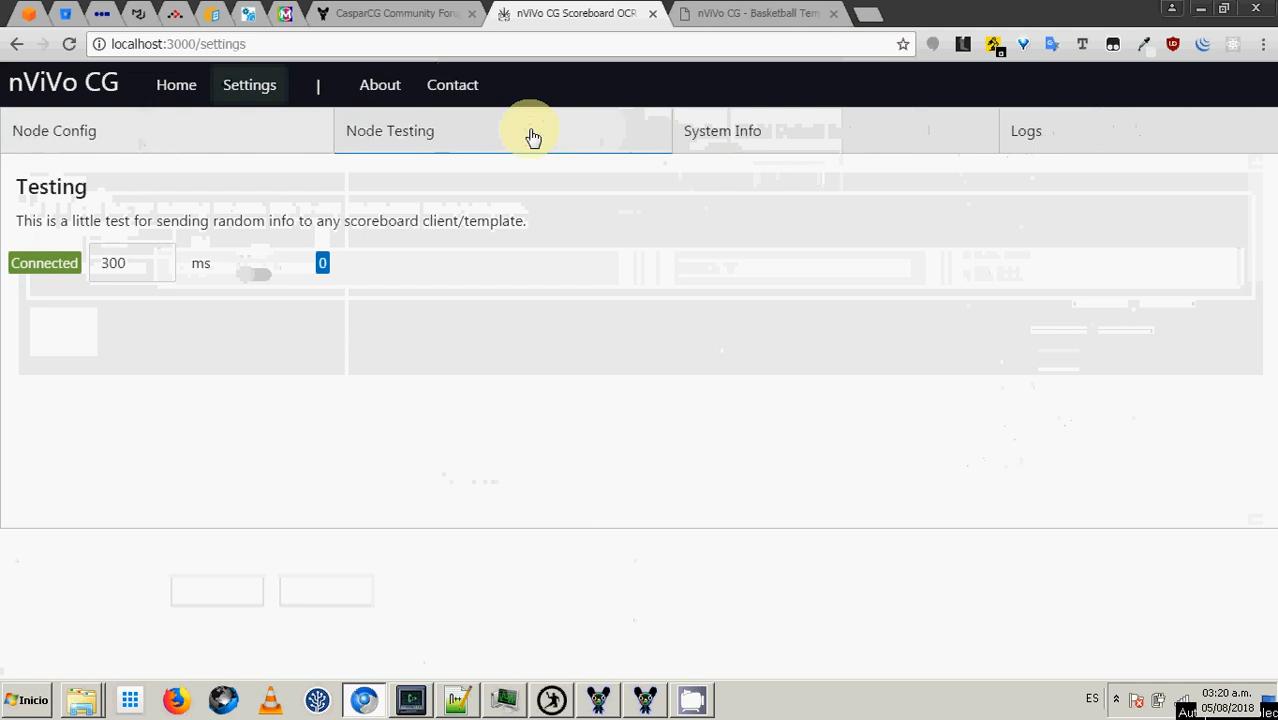 CasparCG Community Foru
nViVo CG Scoreboard OCR
nViVo CG - Basketball Tem
localhost:3000/settings
nViVo CG
Home
Settings
|
About
Contact
Node Config
Node Testing
System Info
Logs
Testing
This is a little test for sending random info to any scoreboard client/template.
Connected
300
ms
0
Inicio
ES
03:20 a.m.
05/08/2018